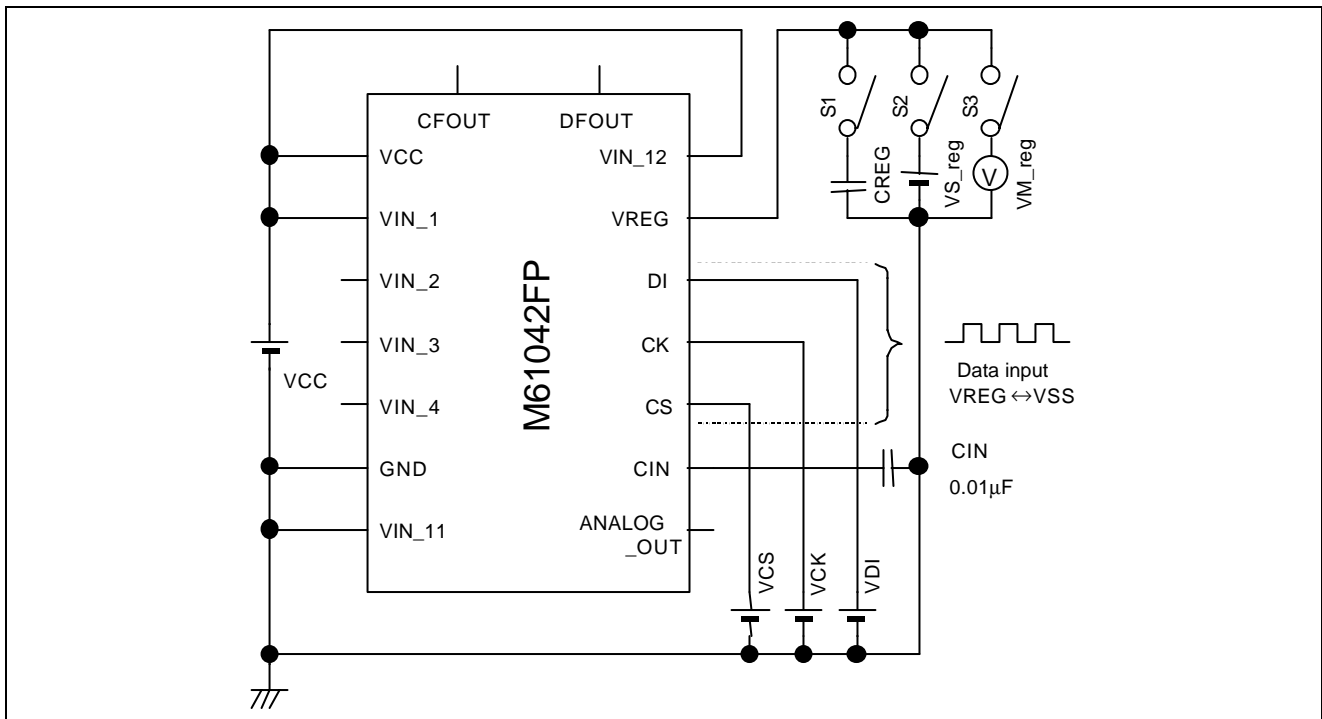 CFOUT
DFOUT
VCC
VIN_12
VIN_1
VREG
VIN_2
DI
VIN_3
CK
VIN_4
CS
GND
CIN
VIN_11
ANALOG
_OUT
M61042FP
VCC
S1
S2
S3
CREG
VS_reg
V
VM_reg
Data input
VREG ↔VSS
CIN
0.01µF
VCS
VCK
VDI